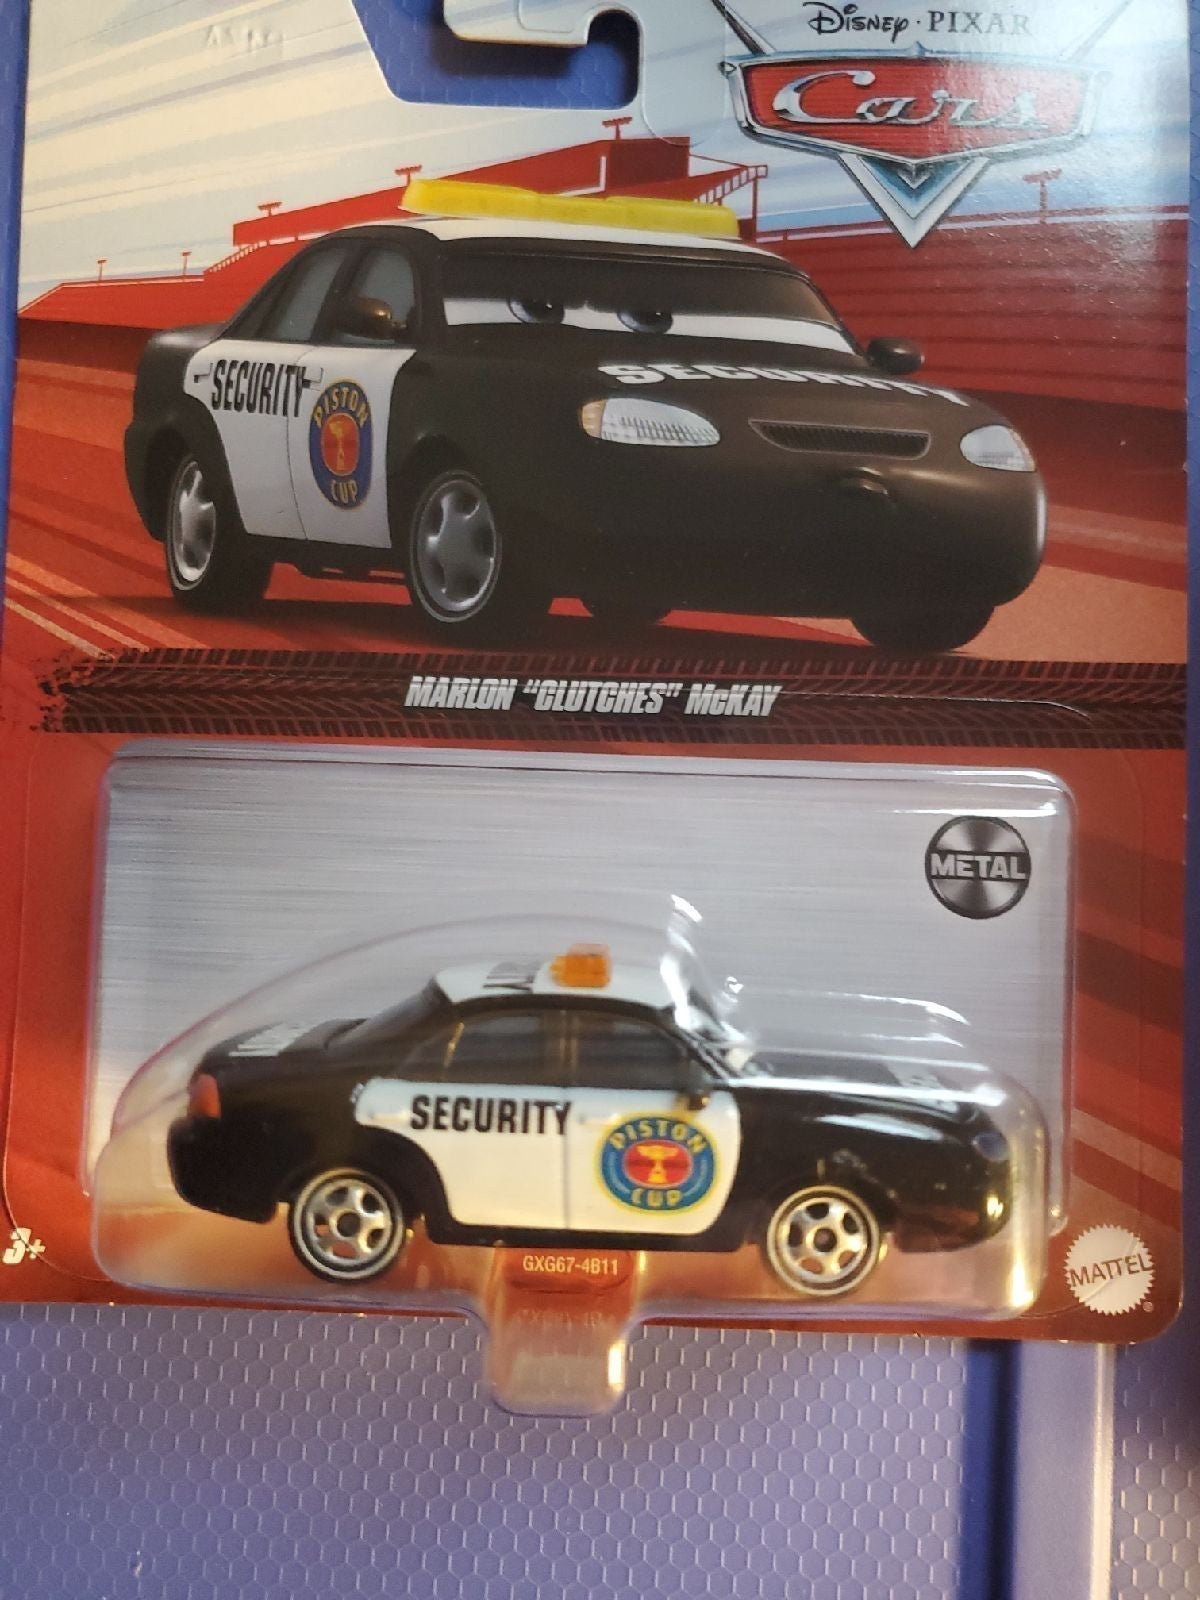 Disney · PIXAR
Cars
SECURITY
SECURITY
PISTON
CUP
MARLON "CLUTCHES" McKAY
METAL
SECURITY
PISTON
CUP
GXG67-4B11
3+
MATTEL